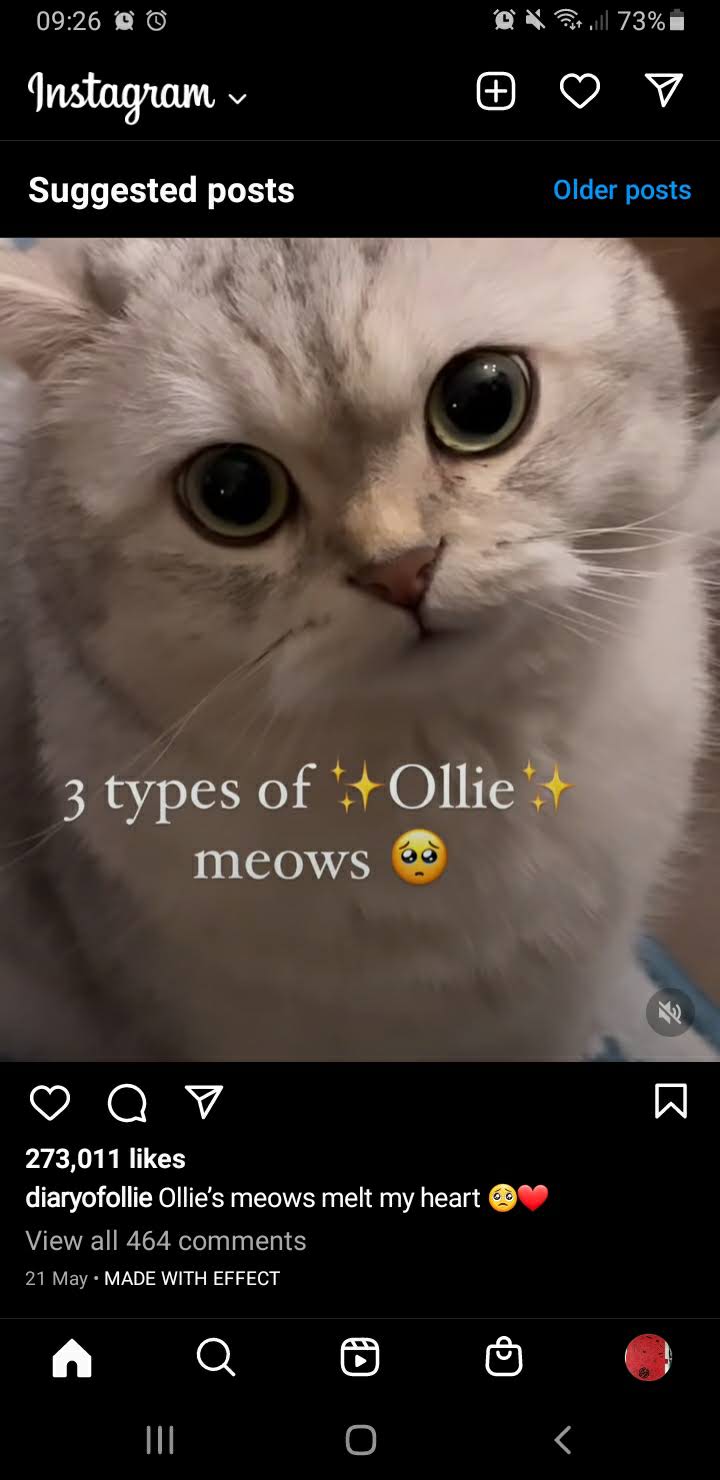 09:26 73%
Instagram
Suggested posts Older posts
3 types of ✨Ollie✨
meows 🥺
273,011 likes
diaryofollie Ollie’s meows melt my heart 🥺❤️
View all 464 comments
21 May • MADE WITH EFFECT